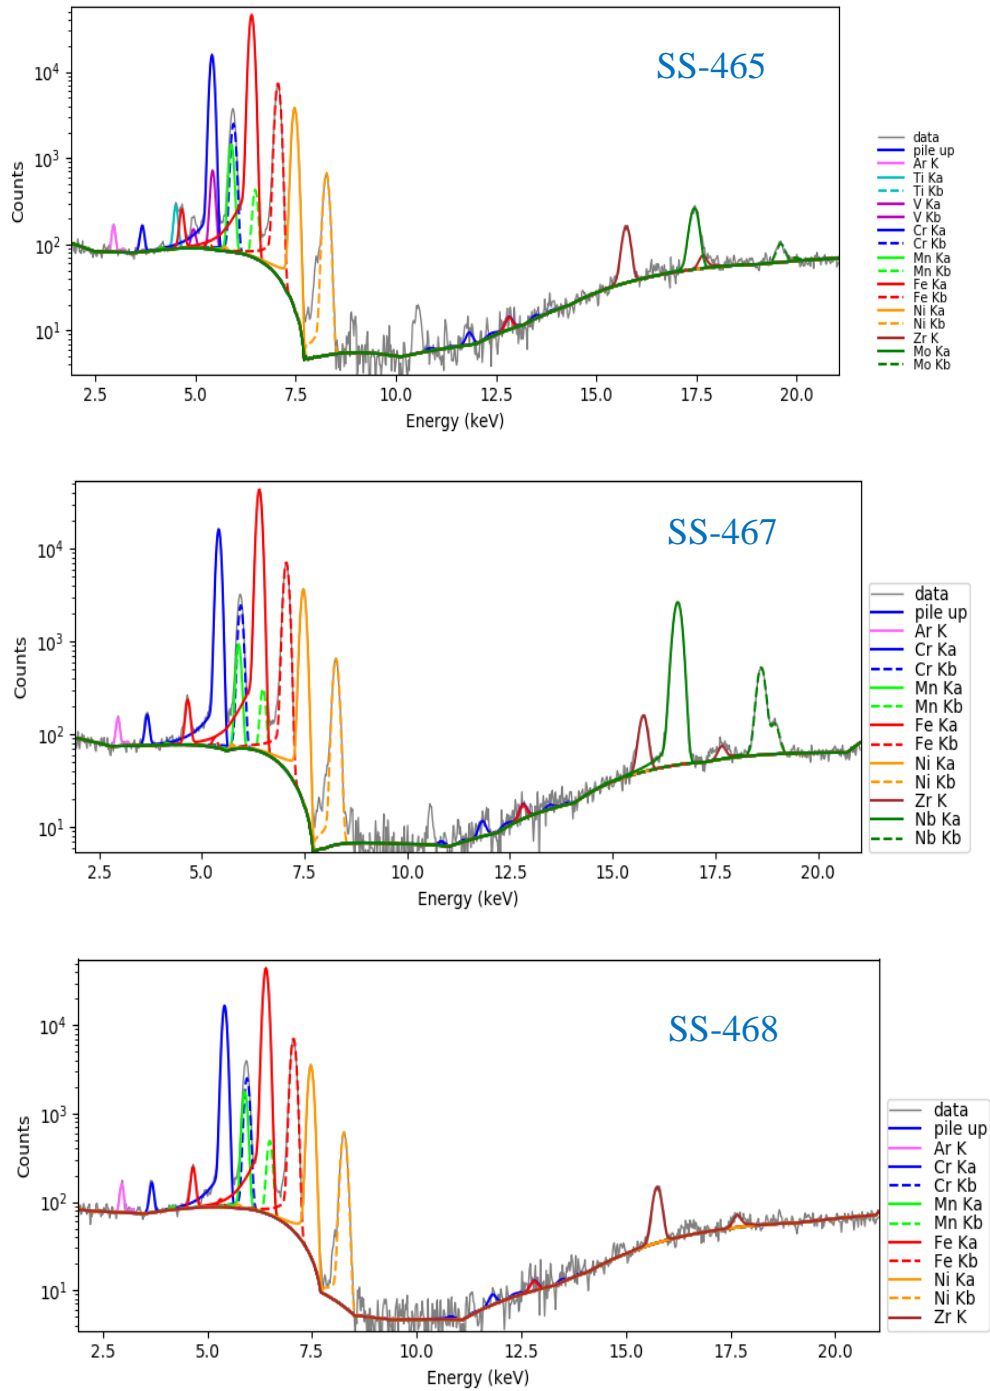 SS-465
10^4
10^3
10^2
10^1
Counts
2.5 5.0 7.5 10.0 12.5 15.0 17.5 20.0
Energy (keV)
data
pile up
Ar K
Ti Ka
Ti Kb
V Ka
V Kb
Cr Ka
Cr Kb
Mn Ka
Mn Kb
Fe Ka
Fe Kb
Ni Ka
Ni Kb
Zr K
Mo Ka
Mo Kb
SS-467
10^4
10^3
10^2
10^1
Counts
2.5 5.0 7.5 10.0 12.5 15.0 17.5 20.0
Energy (keV)
data
pile up
Ar K
Cr Ka
Cr Kb
Mn Ka
Mn Kb
Fe Ka
Fe Kb
Ni Ka
Ni Kb
Zr K
Nb Ka
Nb Kb
SS-468
10^4
10^3
10^2
10^1
Counts
2.5 5.0 7.5 10.0 12.5 15.0 17.5 20.0
Energy (keV)
data
pile up
Ar K
Cr Ka
Cr Kb
Mn Ka
Mn Kb
Fe Ka
Fe Kb
Ni Ka
Ni Kb
Zr K